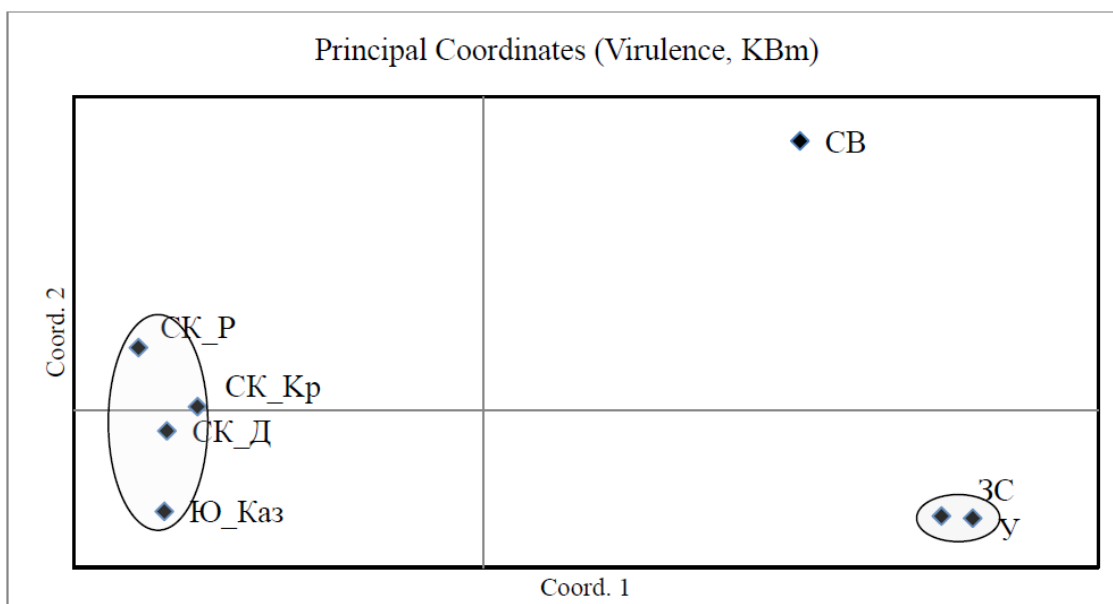 Principal Coordinates (Virulence, KBm)
СВ
Coord. 2
СК_Р
СК_Кр
СК_Д
Ю_Каз
ЗС
У
Coord. 1